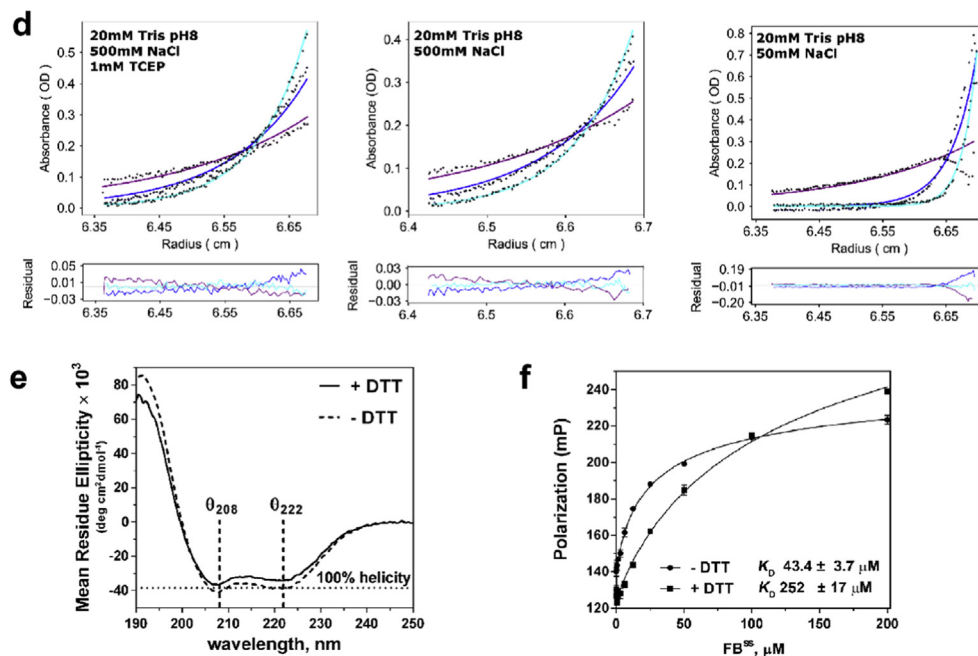 d
20mM Tris pH8
500mM NaCl
1mM TCEP
Absorbance ( OD )
0.5
0.4
0.3
0.2
0.1
0.0
6.35
6.45
6.55
6.65
Radius ( cm )
Residual
0.05
0.01
−0.03
6.35
6.45
6.55
6.65
20mM Tris pH8
500mM NaCl
Absorbance ( OD )
0.4
0.3
0.2
0.1
0.0
6.4
6.5
6.6
6.7
Radius ( cm )
Residual
0.03
0.00
−0.03
6.4
6.5
6.6
6.7
20mM Tris pH8
50mM NaCl
Absorbance ( OD )
0.8
0.7
0.6
0.5
0.4
0.3
0.2
0.1
0.0
6.35
6.45
6.55
6.65
Radius ( cm )
Residual
0.19
−0.01
−0.20
6.35
6.45
6.55
6.65
e
Mean Residue Ellipticity × 10³
(deg cm²dmol⁻¹)
80
60
40
20
0
-20
-40
-60
+ DTT
- DTT
θ208
θ222
100% helicity
190
200
210
220
230
240
250
wavelength, nm
f
Polarization (mP)
240
220
200
180
160
140
120
- DTT KD 43.4 ± 3.7 μM
+ DTT KD 252 ± 17 μM
0
50
100
150
200
FBss, μM